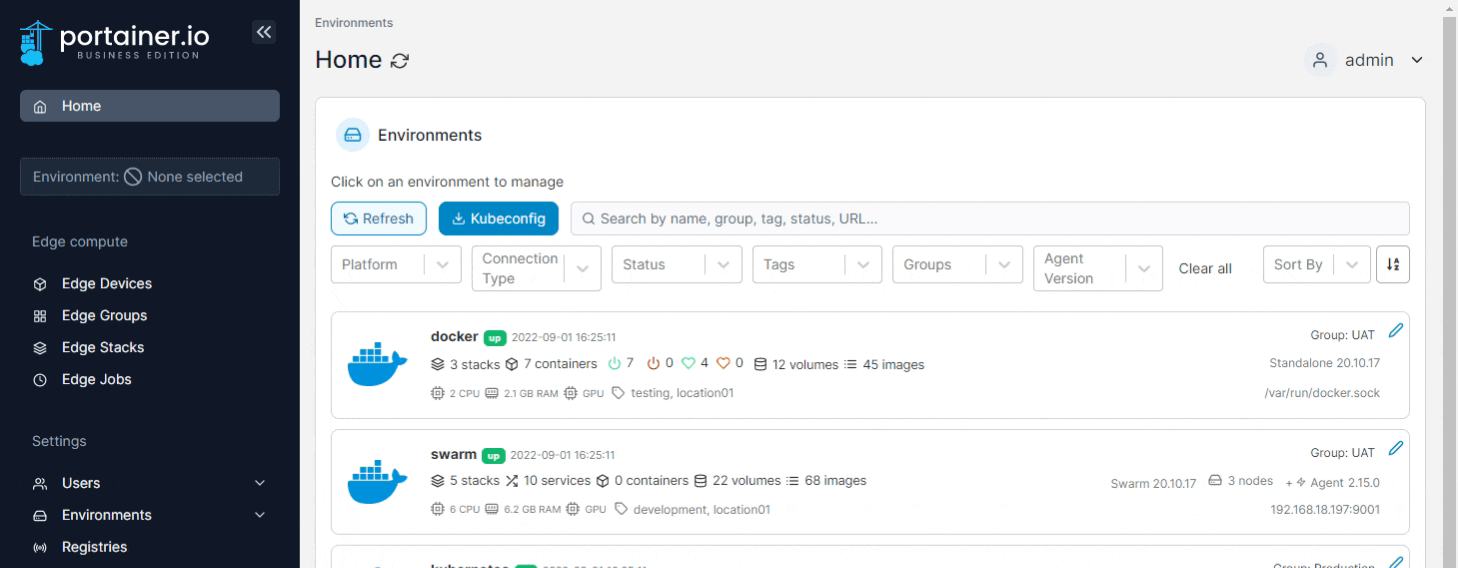 portainer.io
BUSINESS EDITION
Home
Environment: None selected
Edge compute
Edge Devices
Edge Groups
Edge Stacks
Edge Jobs
Settings
Users
Environments
Registries
Environments
Home
admin
Environments
Click on an environment to manage
Refresh Kubeconfig Search by name, group, tag, status, URL...
Platform Connection Type Status Tags Groups Agent Version Clear all Sort By
docker up 2022-09-01 16:25:11 Group: UAT
3 stacks 7 containers 7 0 4 0 12 volumes 45 images Standalone 20.10.17
2 CPU 2.1 GB RAM GPU testing, location01 /var/run/docker.sock
swarm up 2022-09-01 16:25:11 Group: UAT
5 stacks 10 services 0 containers 22 volumes 68 images Swarm 20.10.17 3 nodes + Agent 2.15.0
6 CPU 6.2 GB RAM GPU development, location01 192.168.18.197:9001
kubernetes Group: Production